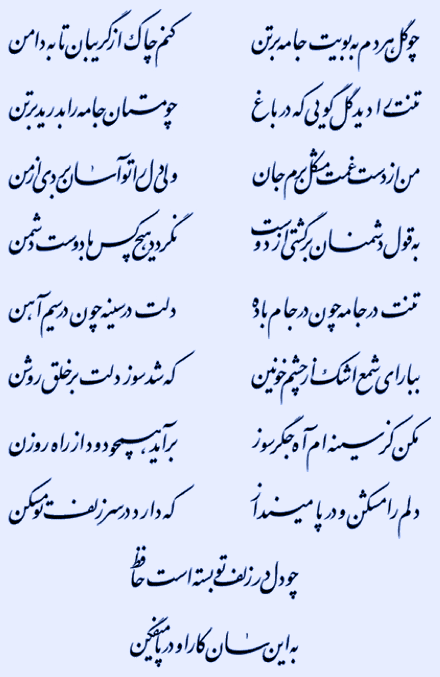 چو گل هر دم به بویت جامه بر تن کنم چاک از گریبان تا به دامن
تنت را دید گل گویی که در باغ چو مستان جامه را بدرید بر تن
من از دست غمت مشکل برم جان ولی دل را تو آسان بردی از من
به قول دشمنان برگشتی از دوست نگردد هیچ کس با دوست دشمن
تنت در جامه چون در جام باده دلت در سینه چون در سیم آهن
ببار ای شمع اشک از چشم خونین که شد سوز دلت بر خلق روشن
مکن کز سینه‌ام آه جگرسوز برآید همچو دود از راه روزن
دلم را مشکن و در پا مینداز که دارد در سر زلف تو مسکن
چو دل در زلف تو بسته است حافظ
به این سان کار او در پا میفکن